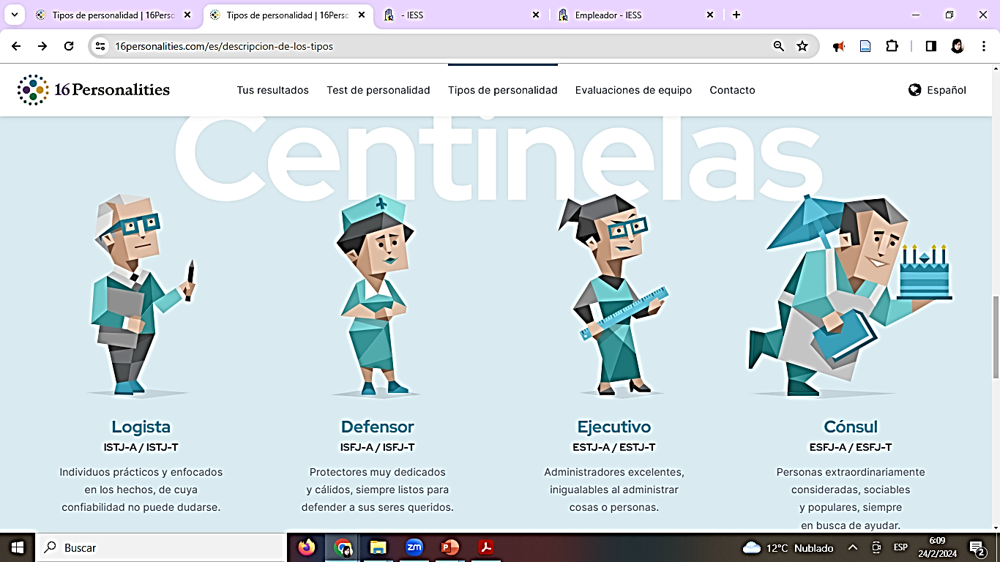 Tipos de personalidad | 16Perso
Tipos de personalidad | 16Perso
- IESS
Empleador - IESS
16personalities.com/es/descripcion-de-los-tipos
16Personalities
Tus resultados
Test de personalidad
Tipos de personalidad
Evaluaciones de equipo
Contacto
Español
Centinelas
Logista
ISTJ-A / ISTJ-T
Individuos prácticos y enfocados
en los hechos, de cuya
confiabilidad no puede dudarse.
Defensor
ISFJ-A / ISFJ-T
Protectores muy dedicados
y cálidos, siempre listos para
defender a sus seres queridos.
Ejecutivo
ESTJ-A / ESTJ-T
Administradores excelentes,
inigualables al administrar
cosas o personas.
Cónsul
ESFJ-A / ESFJ-T
Personas extraordinariamente
consideradas, sociables
y populares, siempre
en busca de ayudar.
Buscar
zm
12°C Nublado
ESP
6:09
24/2/2024
2